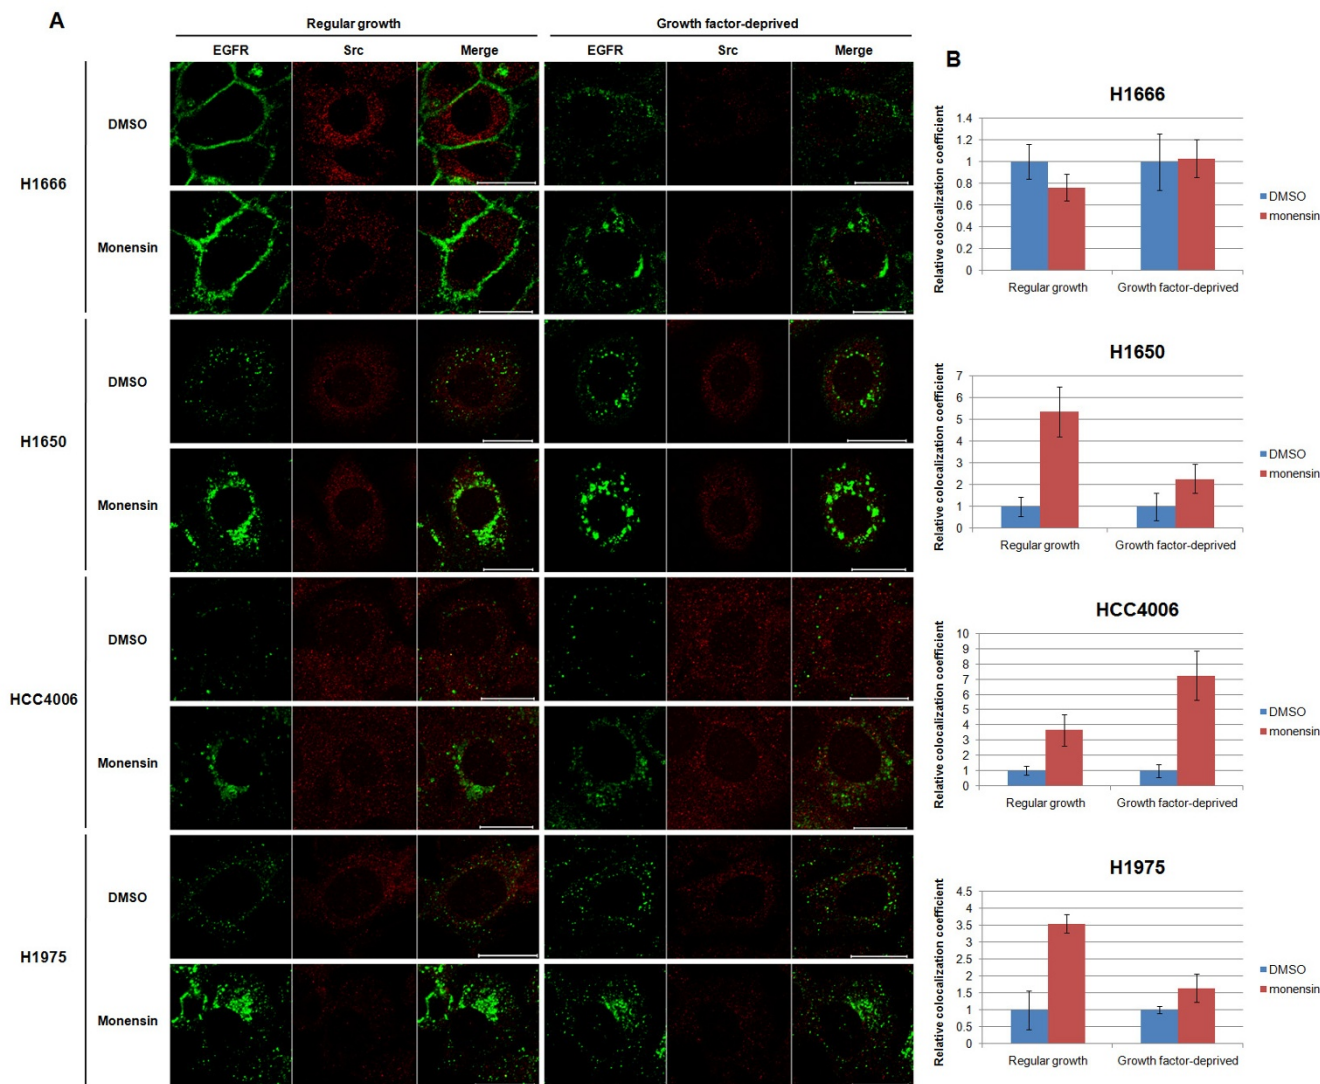 A
Regular growth
Growth factor-deprived
EGFR
Src
Merge
EGFR
Src
Merge
H1666
DMSO
Monensin
H1650
DMSO
Monensin
HCC4006
DMSO
Monensin
H1975
DMSO
Monensin
B
H1666
Relative colocalization coefficient
1.4
1.2
1
0.8
0.6
0.4
0.2
0
Regular growth
Growth factor-deprived
DMSO
monensin
H1650
Relative colocalization coefficient
7
6
5
4
3
2
1
0
Regular growth
Growth factor-deprived
DMSO
monensin
HCC4006
Relative colocalization coefficient
10
9
8
7
6
5
4
3
2
1
0
Regular growth
Growth factor-deprived
DMSO
monensin
H1975
Relative colocalization coefficient
4.5
4
3.5
3
2.5
2
1.5
1
0.5
0
Regular growth
Growth factor-deprived
DMSO
monensin